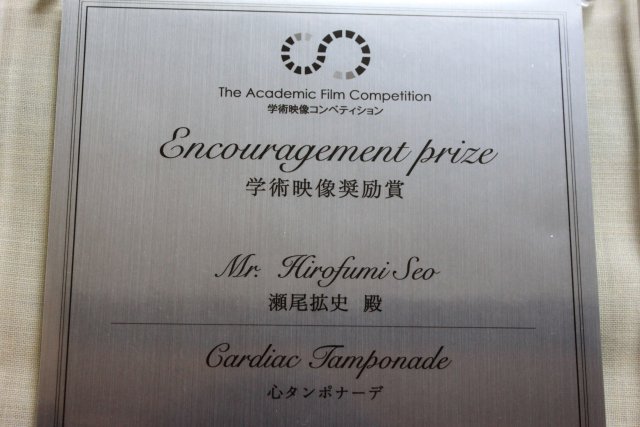 The Academic Film Competition
学術映像コンペティション
Encouragement prize
学術映像奨励賞
Mr. Hirofumi Seo
瀬尾拡史 殿
Cardiac Tamponade
心タンポナーデ